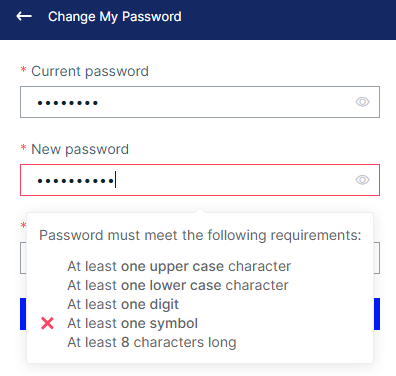 Change My Password
* Current password
••••••••
* New password
••••••••••
*
Password must meet the following requirements:
At least one upper case character
At least one lower case character
At least one digit
At least one symbol
At least 8 characters long